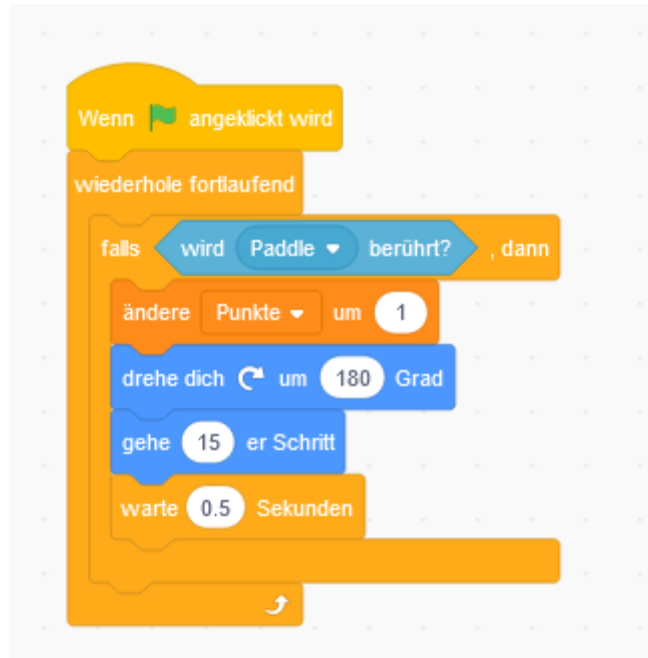 Wenn angeklickt wird
wiederhole fortlaufend
falls wird Paddle berührt? , dann
ändere Punkte um 1
drehe dich um 180 Grad
gehe 15 er Schritt
warte 0.5 Sekunden